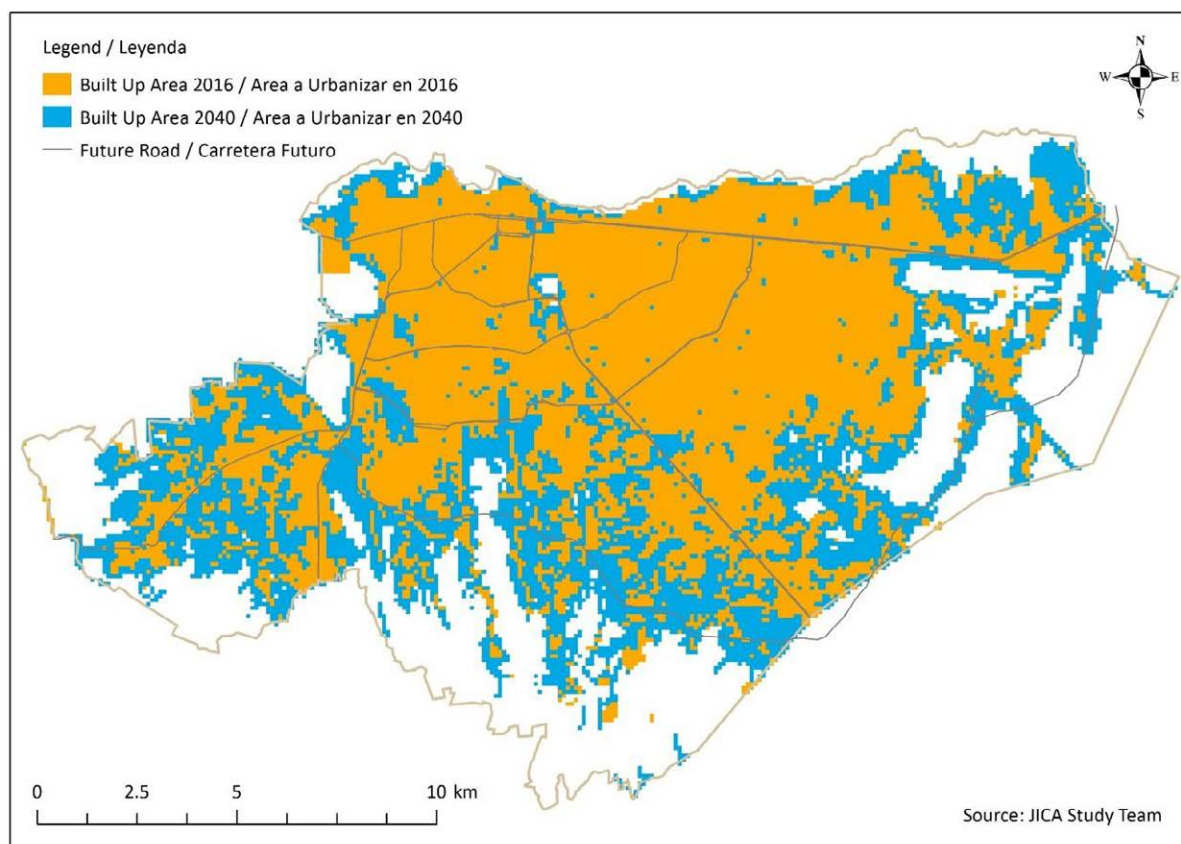 Legend / Leyenda
Built Up Area 2016 / Area a Urbanizar en 2016
Built Up Area 2040 / Area a Urbanizar en 2040
Future Road / Carretera Futuro
N
W E
S
0 2.5 5 10 km
Source: JICA Study Team